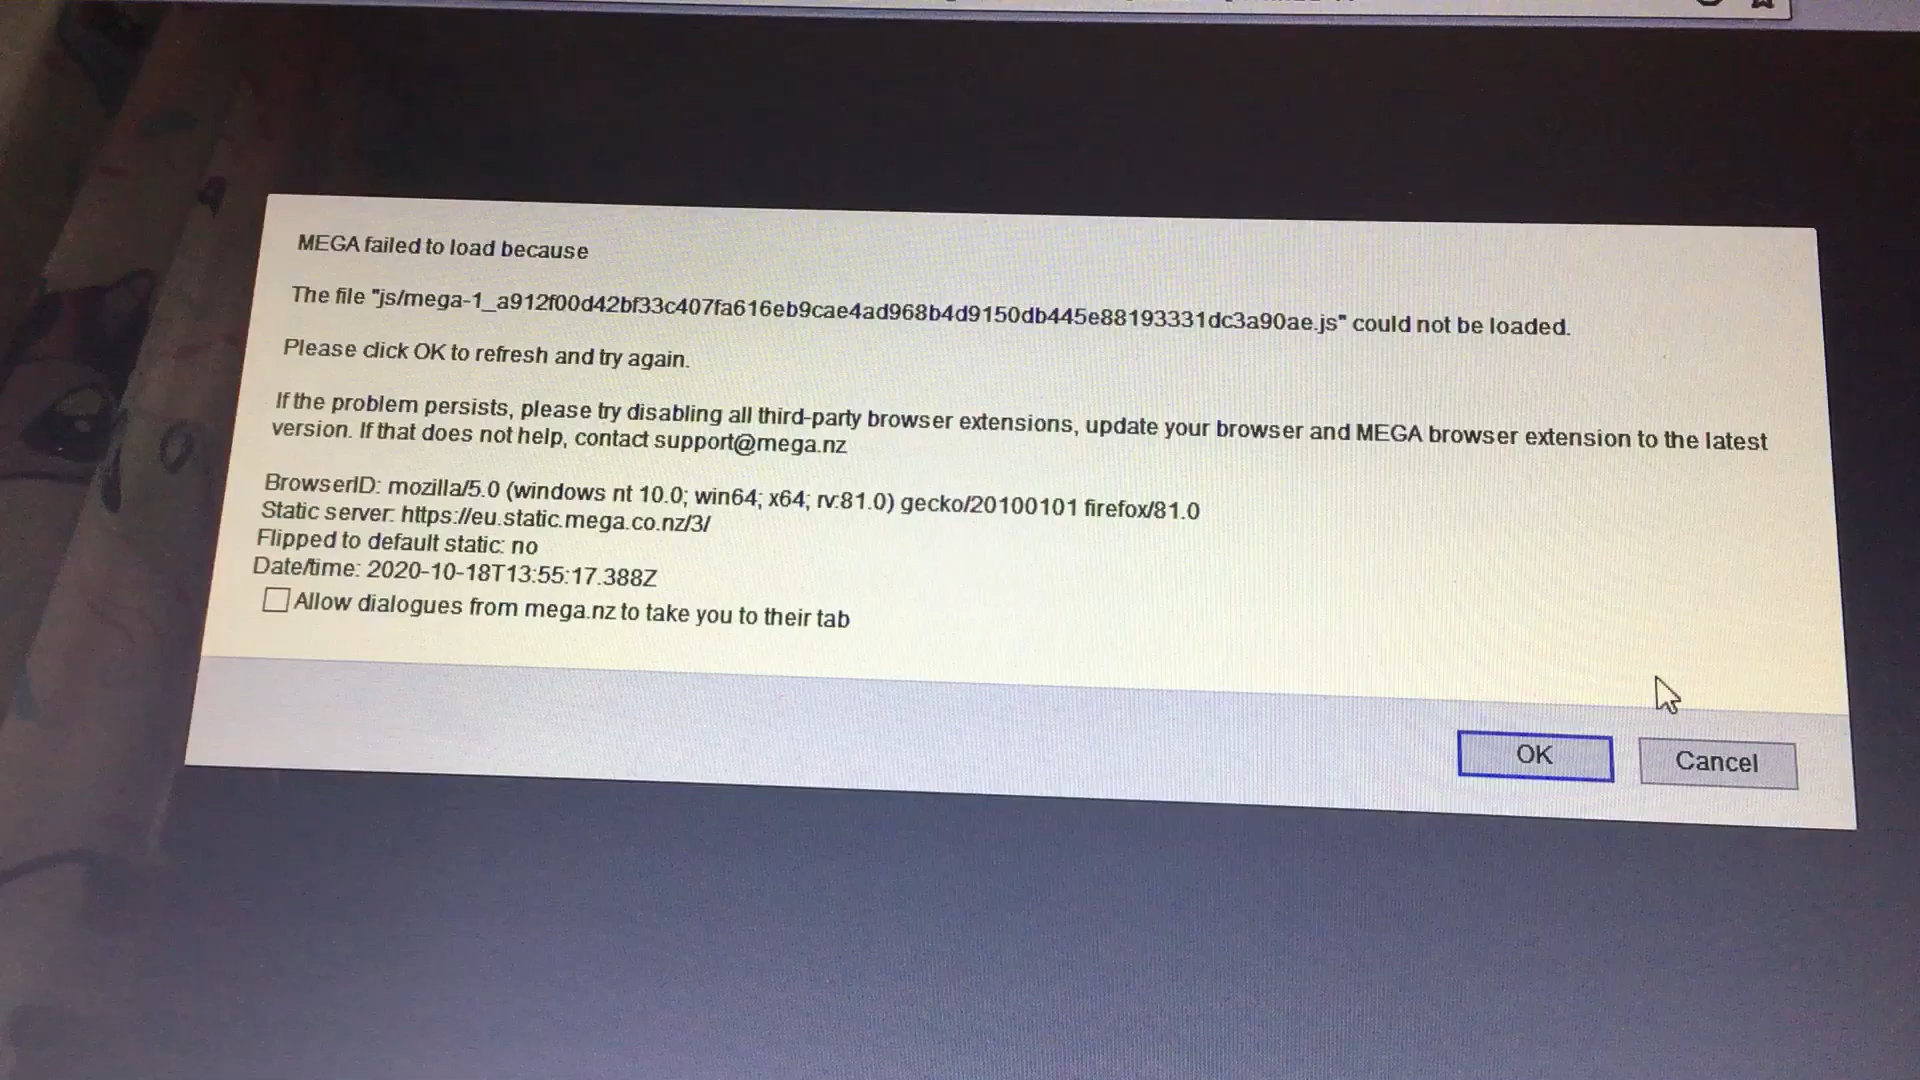 MEGA failed to load because
The file "js/mega-1_a912f00d42bf33c407fa616eb9cae4ad968b4d9150db445e88193331dc3a90ae.js" could not be loaded.
Please click OK to refresh and try again.
If the problem persists, please try disabling all third-party browser extensions, update your browser and MEGA browser extension to the latest
version. If that does not help, contact support@mega.nz
BrowserID: mozilla/5.0 (windows nt 10.0; win64; x64; rv:81.0) gecko/20100101 firefox/81.0
Static server: https://eu.static.mega.co.nz/3/
Flipped to default static: no
Date/time: 2020-10-18T13:55:17.388Z
Allow dialogues from mega.nz to take you to their tab
OK
Cancel